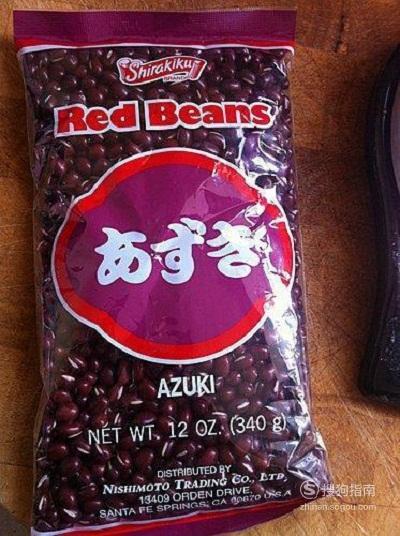 Shirakiku
BRAND
Red Beans
あずき
AZUKI
NET WT. 12 OZ. (340 g)
DISTRIBUTED BY
NISHIMOTO TRADING CO., LTD.
13409 ORDEN DRIVE,
SANTA FE SPRINGS, CA 90670 U.S.A
搜狗指南
zhinan.sogou.com